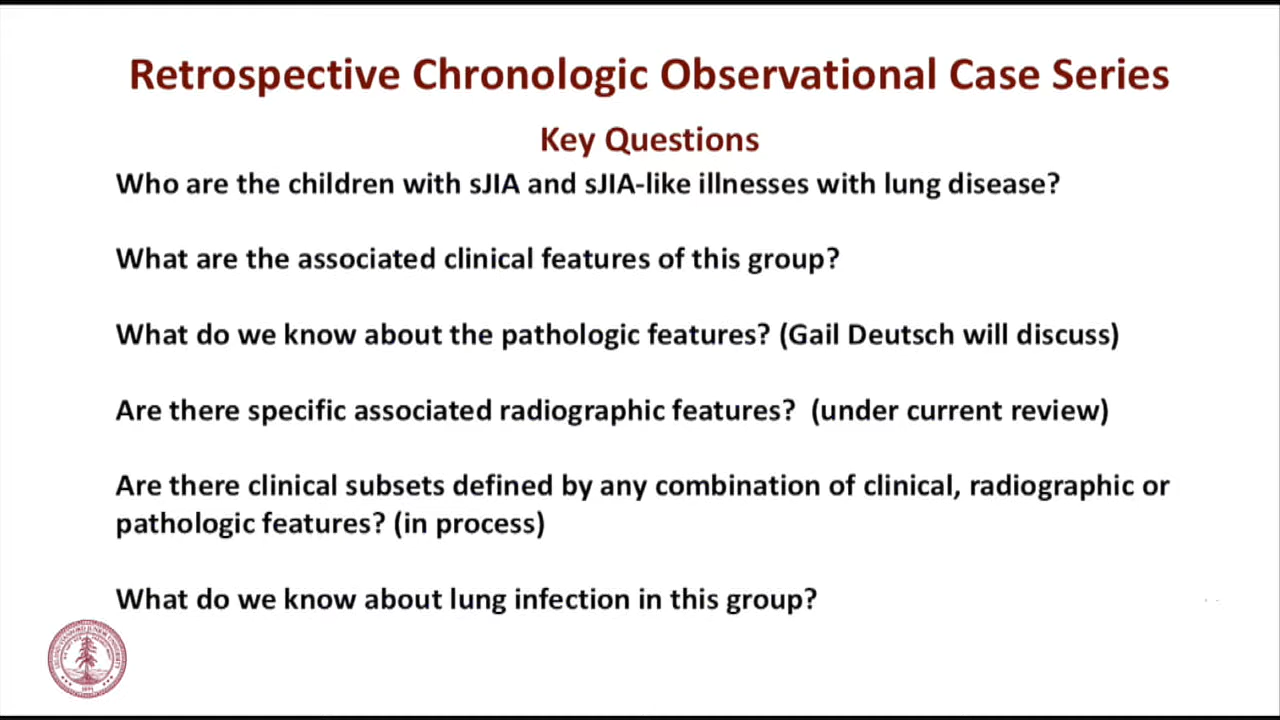 Retrospective Chronologic Observational Case Series
Key Questions
Who are the children with sJIA and sJIA-like illnesses with lung disease?
What are the associated clinical features of this group?
What do we know about the pathologic features? (Gail Deutsch will discuss)
Are there specific associated radiographic features?  (under current review)
Are there clinical subsets defined by any combination of clinical, radiographic or
pathologic features? (in process)
What do we know about lung infection in this group?